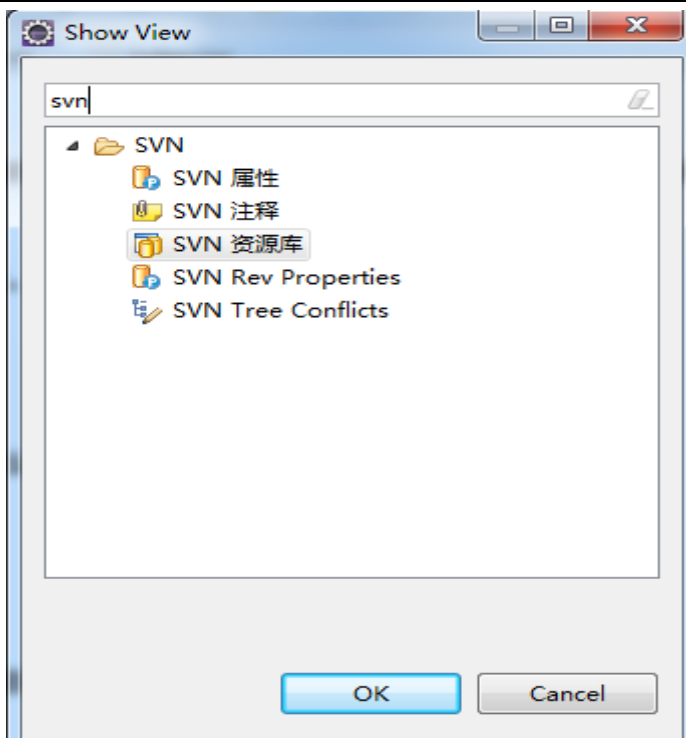 Show View
svn
SVN
SVN 属性
SVN 注释
SVN 资源库
SVN Rev Properties
SVN Tree Conflicts
OK
Cancel